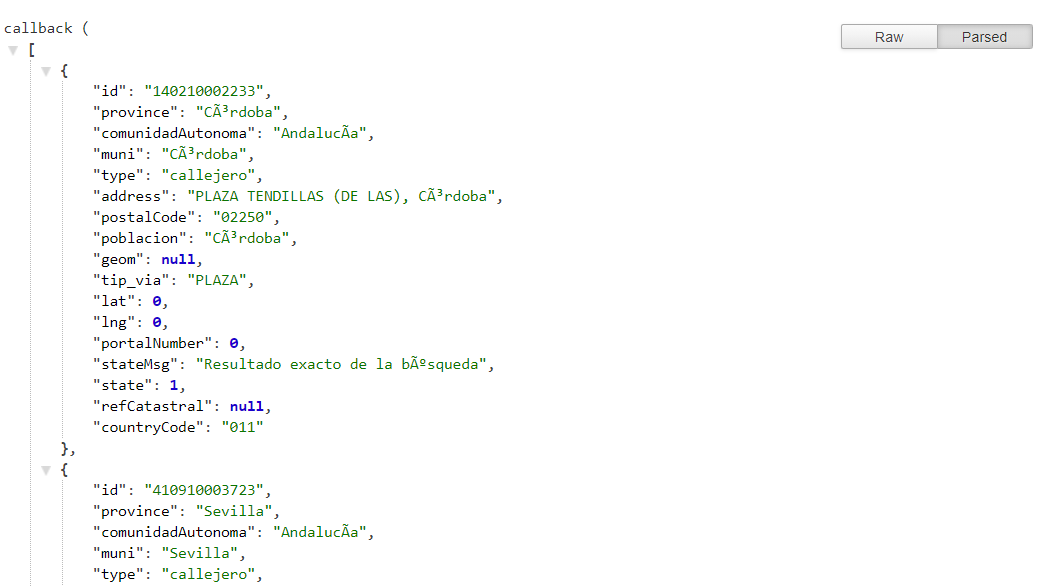 callback (
Raw Parsed
[
{
"id": "140210002233",
"province": "CÃ³rdoba",
"comunidadAutonoma": "AndalucÃ­a",
"muni": "CÃ³rdoba",
"type": "callejero",
"address": "PLAZA TENDILLAS (DE LAS), CÃ³rdoba",
"postalCode": "02250",
"poblacion": "CÃ³rdoba",
"geom": null,
"tip_via": "PLAZA",
"lat": 0,
"lng": 0,
"portalNumber": 0,
"stateMsg": "Resultado exacto de la bÃºsqueda",
"state": 1,
"refCatastral": null,
"countryCode": "011"
},
{
"id": "410910003723",
"province": "Sevilla",
"comunidadAutonoma": "AndalucÃ­a",
"muni": "Sevilla",
"type": "callejero",